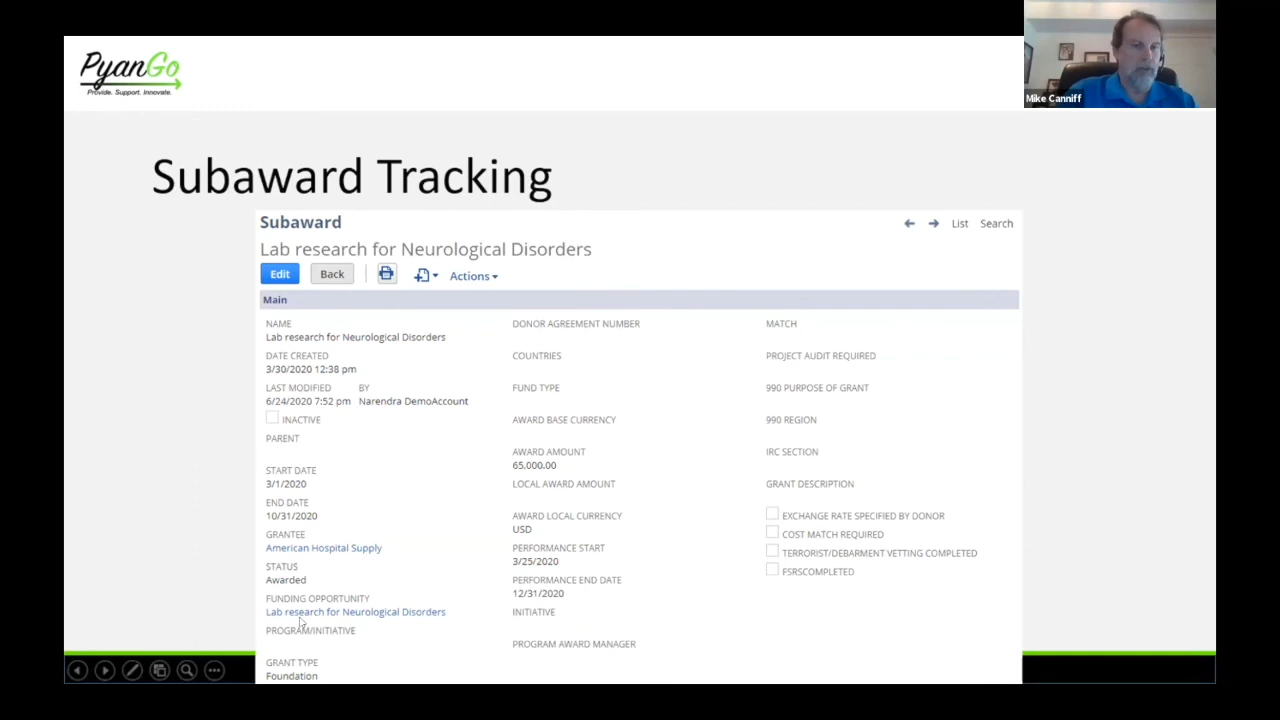 PyanGo
Provide. Support. Innovate.
Mike Canniff
Subaward Tracking
Subaward
List Search
Lab research for Neurological Disorders
Edit Back Actions
Main
NAME
Lab research for Neurological Disorders
DATE CREATED
3/30/2020 12:38 pm
LAST MODIFIED BY
6/24/2020 7:52 pm Narendra DemoAccount
INACTIVE
PARENT
START DATE
3/1/2020
END DATE
10/31/2020
GRANTEE
American Hospital Supply
STATUS
Awarded
FUNDING OPPORTUNITY
Lab research for Neurological Disorders
PROGRAM/INITIATIVE
GRANT TYPE
Foundation
DONOR AGREEMENT NUMBER
COUNTRIES
FUND TYPE
AWARD BASE CURRENCY
AWARD AMOUNT
65,000.00
LOCAL AWARD AMOUNT
AWARD LOCAL CURRENCY
USD
PERFORMANCE START
3/25/2020
PERFORMANCE END DATE
12/31/2020
INITIATIVE
PROGRAM AWARD MANAGER
MATCH
PROJECT AUDIT REQUIRED
990 PURPOSE OF GRANT
990 REGION
IRC SECTION
GRANT DESCRIPTION
EXCHANGE RATE SPECIFIED BY DONOR
COST MATCH REQUIRED
TERRORIST/DEBARMENT VETTING COMPLETED
FSRSCOMPLETED